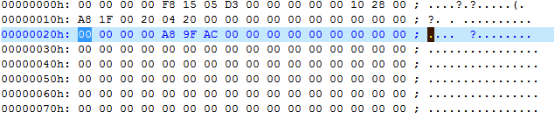 00000000h: 00 00 00 00 F8 15 05 D3 00 00 00 00 00 10 28 00 ; ....?.?.....(.
00000010h: A8 1F 00 20 04 20 00 00 00 00 00 00 00 00 00 00 ; ?. . ..........
00000020h: 00 00 00 00 A8 9F AC 00 00 00 00 00 00 00 00 00 ; .... ?.........
00000030h: 00 00 00 00 00 00 00 00 00 00 00 00 00 00 00 00 ; ................
00000040h: 00 00 00 00 00 00 00 00 00 00 00 00 00 00 00 00 ; ................
00000050h: 00 00 00 00 00 00 00 00 00 00 00 00 00 00 00 00 ; ................
00000060h: 00 00 00 00 00 00 00 00 00 00 00 00 00 00 00 00 ; ................
00000070h: 00 00 00 00 00 00 00 00 00 00 00 00 00 00 00 00 ; ................